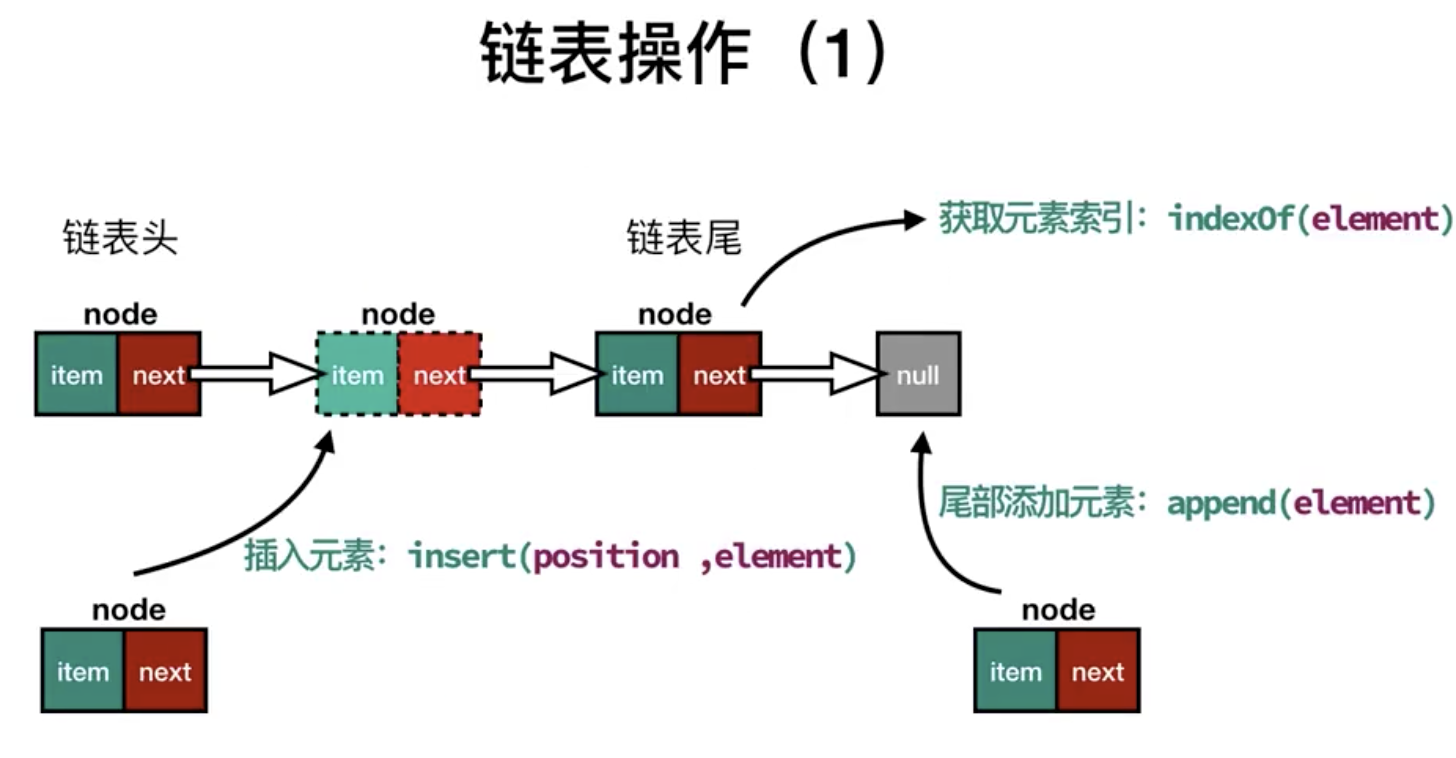 链表操作（1）
链表头
链表尾
获取元素索引：indexOf(element)
node
node
node
item
next
item
next
item
next
null
尾部添加元素：append(element)
插入元素：insert(position ,element)
node
node
item
next
item
next